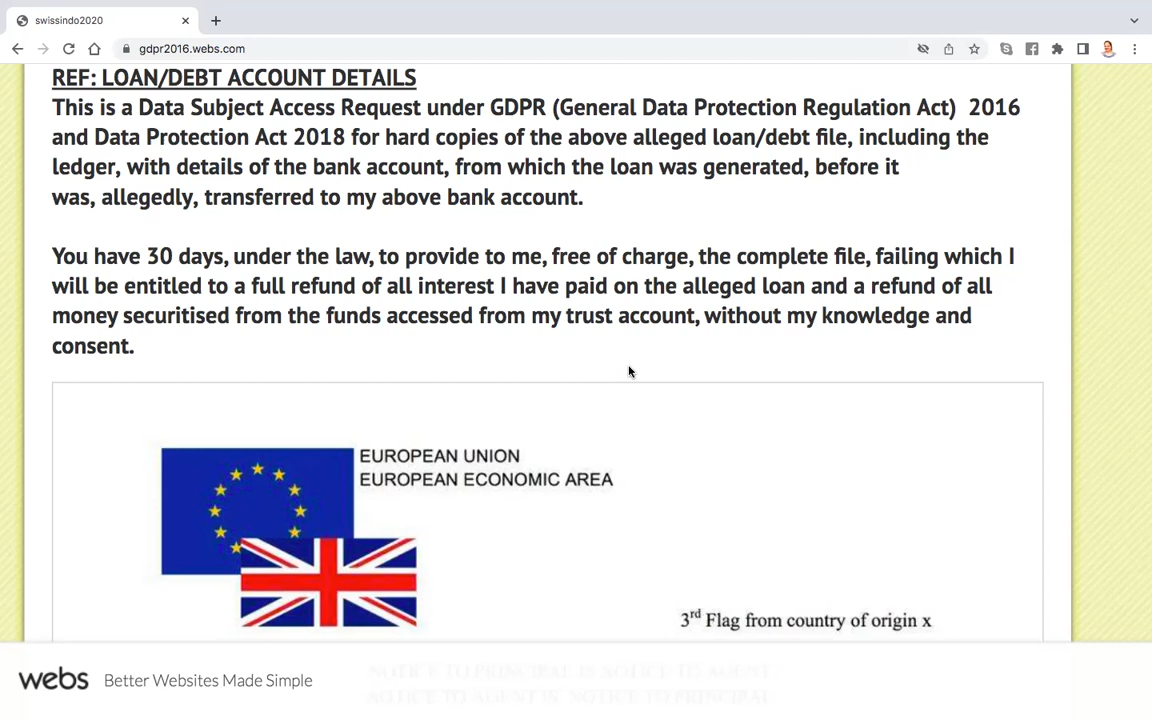 swissindo2020
gdpr2016.webs.com
REF: LOAN/DEBT ACCOUNT DETAILS
This is a Data Subject Access Request under GDPR (General Data Protection Regulation Act)  2016
and Data Protection Act 2018 for hard copies of the above alleged loan/debt file, including the
ledger, with details of the bank account, from which the loan was generated, before it
was, allegedly, transferred to my above bank account.
You have 30 days, under the law, to provide to me, free of charge, the complete file, failing which I
will be entitled to a full refund of all interest I have paid on the alleged loan and a refund of all
money securitised from the funds accessed from my trust account, without my knowledge and
consent.
EUROPEAN UNION
EUROPEAN ECONOMIC AREA
3rd Flag from country of origin x
webs Better Websites Made Simple
NOTICE TO PRINCIPAL IS NOTICE TO AGENT
NOTICE TO AGENT IS  NOTICE TO PRINCIPAL